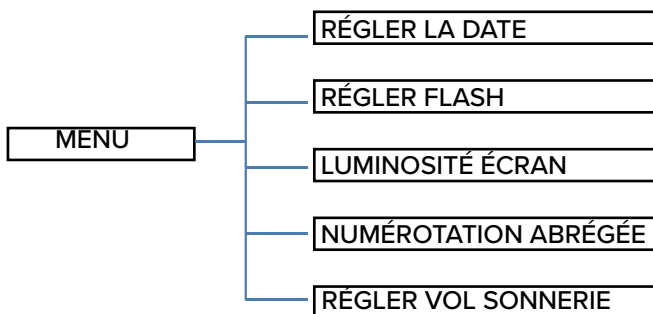 RÉGLER LA DATE
RÉGLER FLASH
MENU
LUMINOSITÉ ÉCRAN
NUMÉROTATION ABRÉGÉE
RÉGLER VOL SONNERIE